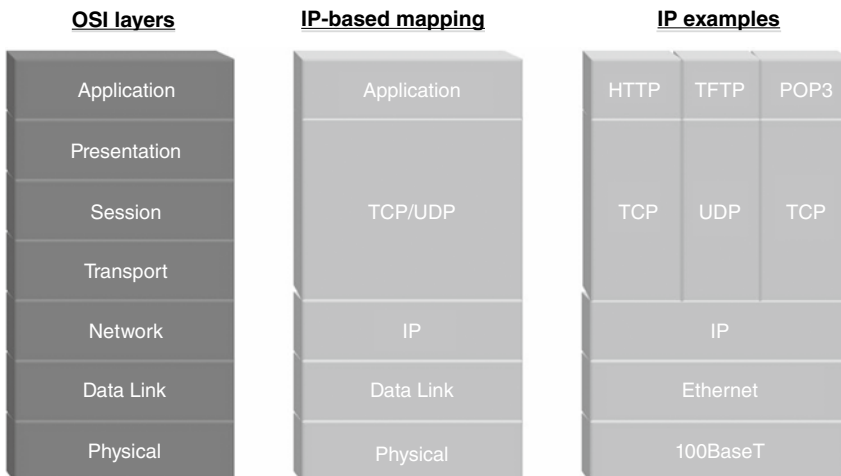 OSI layers
IP-based mapping
IP examples
Application
Application
HTTP TFTP POP3
Presentation
Session
TCP/UDP
TCP UDP TCP
Transport
Network
IP
IP
Data Link
Data Link
Ethernet
Physical
Physical
100BaseT